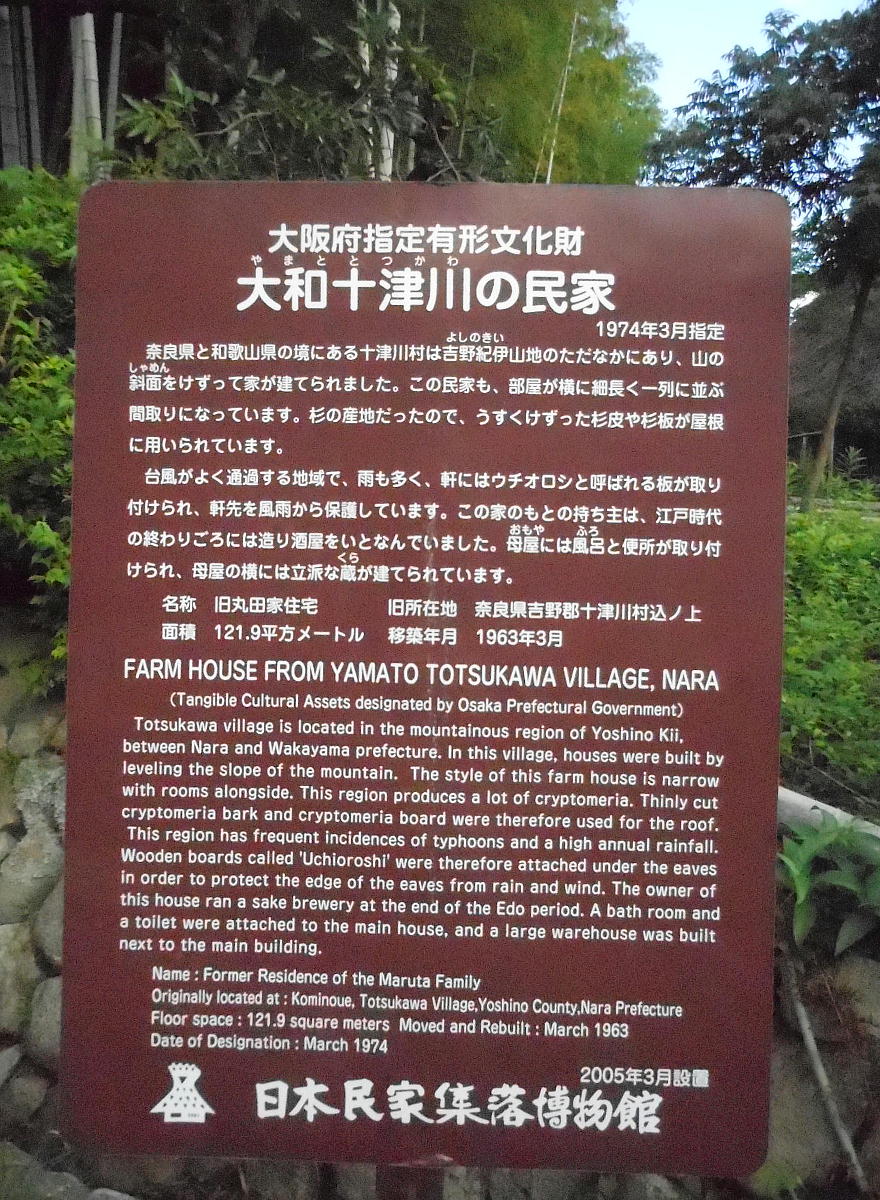 大阪府指定有形文化財
やまととつかわ
大和十津川の民家
1974年3月指定
よしのきい
奈良県と和歌山県の境にある十津川村は吉野紀伊山地のただなかにあり、山の
しゃめん
斜面をけずって家が建てられました。この民家も、部屋が横に細長く一列に並ぶ
間取りになっています。杉の産地だったので、うすくけずった杉皮や杉板が屋根
に用いられています。
台風がよく通過する地域で、雨も多く、軒にはウチオロシと呼ばれる板が取り
付けられ、軒先を風雨から保護しています。この家のもとの持ち主は、江戸時代
おもや ふろ
の終わりごろには造り酒屋をいとなんでいました。母屋には風呂と便所が取り付
くら
けられ、母屋の横には立派な蔵が建てられています。
名称 旧丸田家住宅 旧所在地 奈良県吉野郡十津川村込ノ上
面積 121.9平方メートル 移築年月 1963年3月
FARM HOUSE FROM YAMATO TOTSUKAWA VILLAGE, NARA
(Tangible Cultural Assets designated by Osaka Prefectural Government)
Totsukawa village is located in the mountainous region of Yoshino Kii,
between Nara and Wakayama prefecture. In this village, houses were built by
leveling the slope of the mountain. The style of this farm house is narrow
with rooms alongside. This region produces a lot of cryptomeria. Thinly cut
cryptomeria bark and cryptomeria board were therefore used for the roof.
This region has frequent incidences of typhoons and a high annual rainfall.
Wooden boards called 'Uchioroshi' were therefore attached under the eaves
in order to protect the edge of the eaves from rain and wind. The owner of
this house ran a sake brewery at the end of the Edo period. A bath room and
a toilet were attached to the main house, and a large warehouse was built
next to the main building.
Name : Former Residence of the Maruta Family
Originally located at : Kominoue, Totsukawa Village,Yoshino County,Nara Prefecture
Floor space : 121.9 square meters Moved and Rebuilt : March 1963
Date of Designation : March 1974
2005年3月設置
日本民家集落博物館